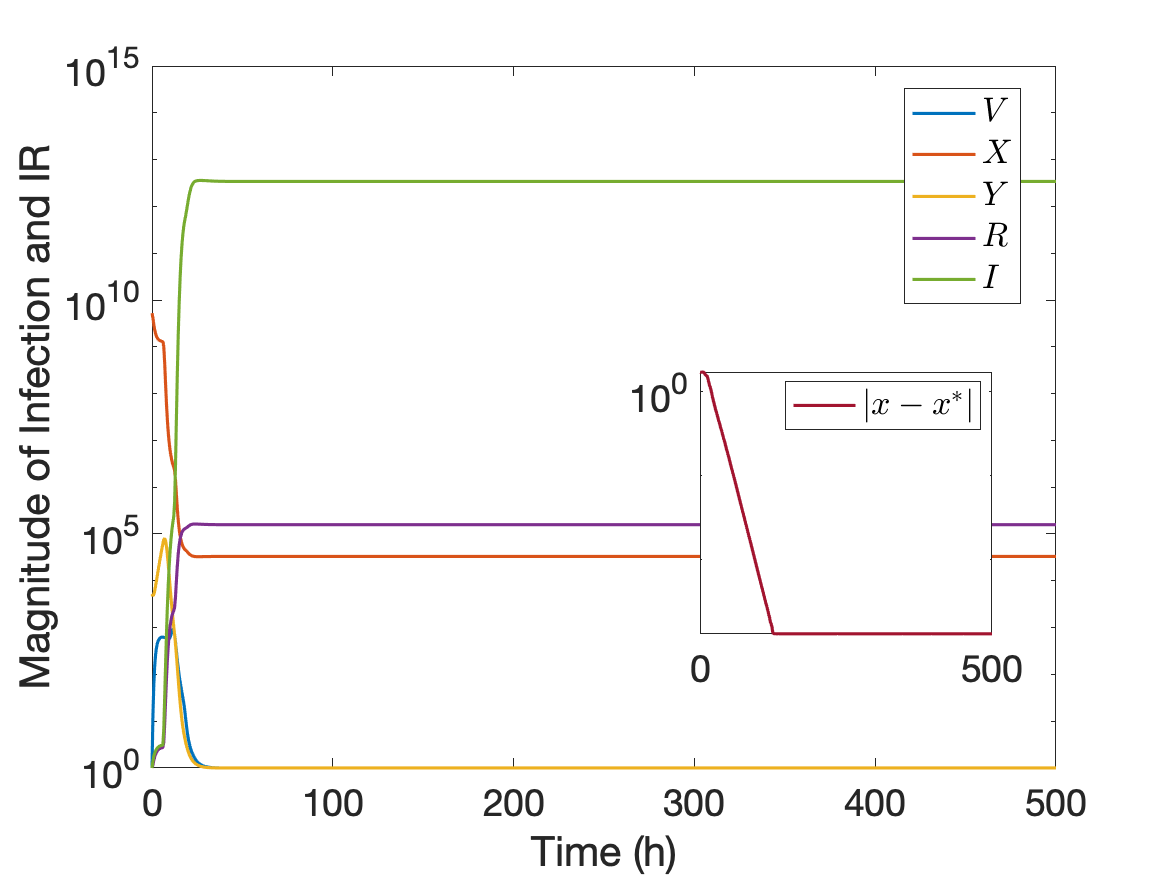 10^15
10^10
10^5
10^0
Magnitude of Infection and IR
V
X
Y
R
I
10^0
|x − x*|
0 500
0 100 200 300 400 500
Time (h)